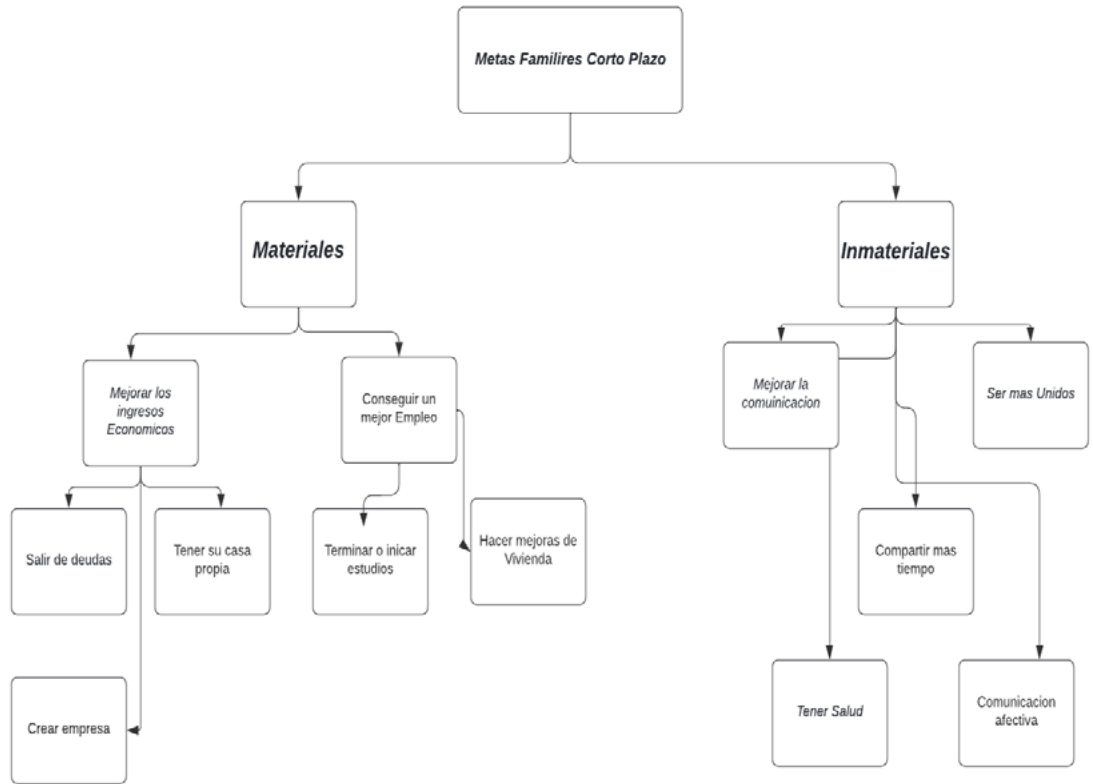 Metas Familires Corto Plazo
Materiales
Inmateriales
Mejorar los
ingresos
Economicos
Conseguir un
mejor Empleo
Mejorar la
comuinicacion
Ser mas Unidos
Salir de deudas
Tener su casa
propia
Terminar o inicar
estudios
Hacer mejoras de
Vivienda
Compartir mas
tiempo
Crear empresa
Tener Salud
Comunicacion
afectiva